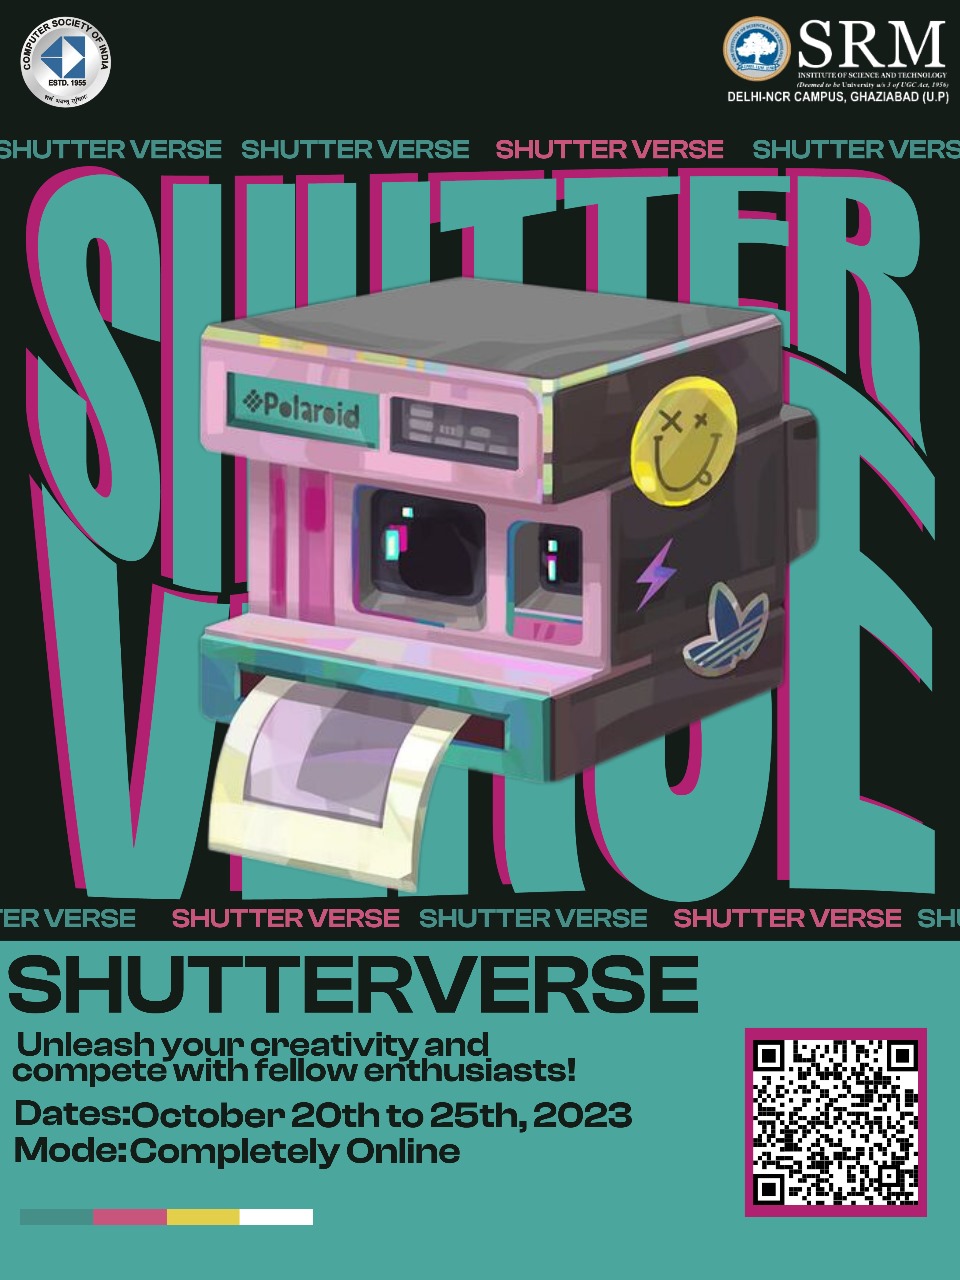 COMPUTER SOCIETY OF INDIA
ESTD. 1955
SRM
INSTITUTE OF SCIENCE AND TECHNOLOGY
(Deemed to be University u/s 3 of UGC Act, 1956)
DELHI-NCR CAMPUS, GHAZIABAD (U.P)
SHUTTER VERSE SHUTTER VERSE SHUTTER VERSE SHUTTER VERS
SHUTTER
Polaroid
VERSE
TER VERSE SHUTTER VERSE SHUTTER VERSE SHUTTER VERSE SHU
SHUTTERVERSE
Unleash your creativity and
compete with fellow enthusiasts!
Dates:October 20th to 25th, 2023
Mode:Completely Online